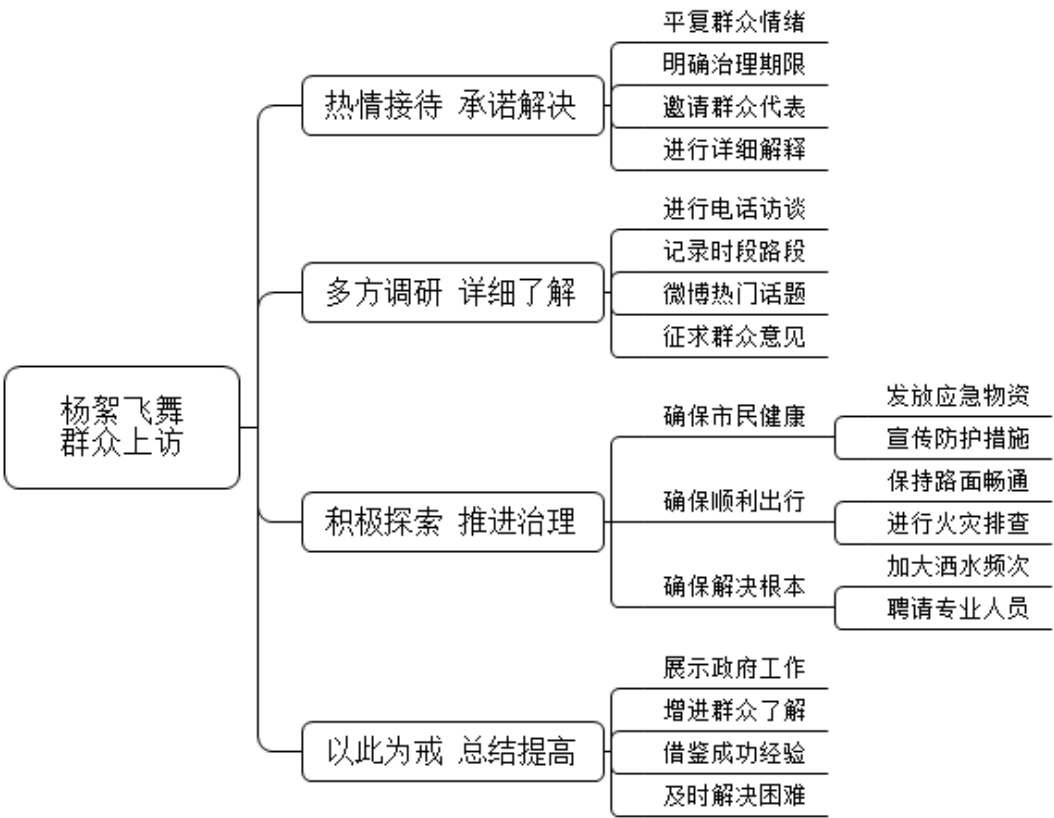 杨絮飞舞
群众上访
热情接待 承诺解决
平复群众情绪
明确治理期限
邀请群众代表
进行详细解释
多方调研 详细了解
进行电话访谈
记录时段路段
微博热门话题
征求群众意见
积极探索 推进治理
确保市民健康
发放应急物资
宣传防护措施
确保顺利出行
保持路面畅通
进行火灾排查
确保解决根本
加大洒水频次
聘请专业人员
以此为戒 总结提高
展示政府工作
增进群众了解
借鉴成功经验
及时解决困难